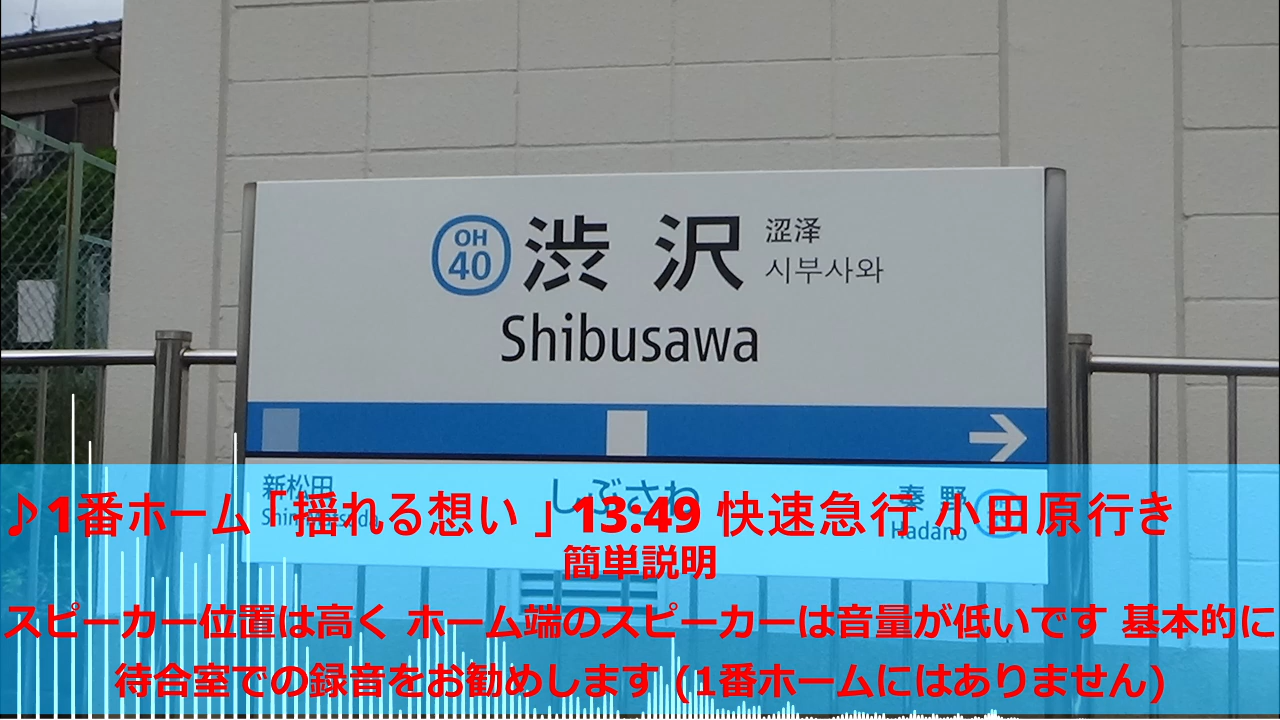 OH
40
渋沢
涩泽
시부사와
Shibusawa
新松田
しぶさわ
秦野
Hadano
♪1番ホーム「揺れる想い」13:49 快速急行 小田原行き
簡単説明
スピーカー位置は高く ホーム端のスピーカーは音量が低いです 基本的に
待合室での録音をお勧めします (1番ホームにはありません)